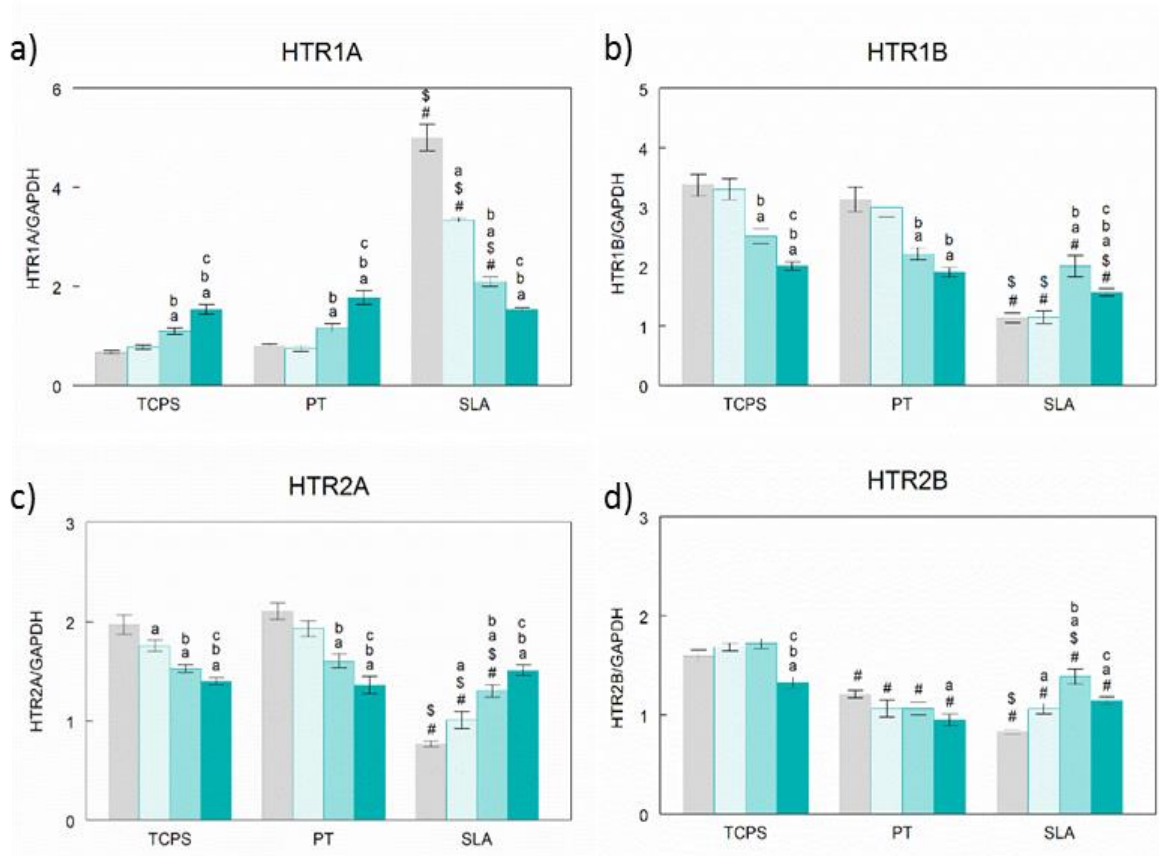 a)
HTR1A
HTR1A/GAPDH
6
4
2
0
b
a
c
b
a
b
a
c
b
a
$
#
a
$
#
b
a
$
#
c
b
a
TCPS PT SLA
b)
HTR1B
HTR1B/GAPDH
5
4
3
2
1
0
b
a
c
b
a
b
a
b
a
$
#
$
#
b
a
#
c
b
a
$
#
TCPS PT SLA
c)
HTR2A
HTR2A/GAPDH
3
2
1
0
a
b
a
c
b
a
b
a
c
b
a
$
#
a
$
#
b
a
$
#
c
b
a
TCPS PT SLA
d)
HTR2B
HTR2B/GAPDH
3
2
1
0
c
b
a
#
#
#
a
#
$
#
a
#
b
a
$
#
c
a
#
TCPS PT SLA